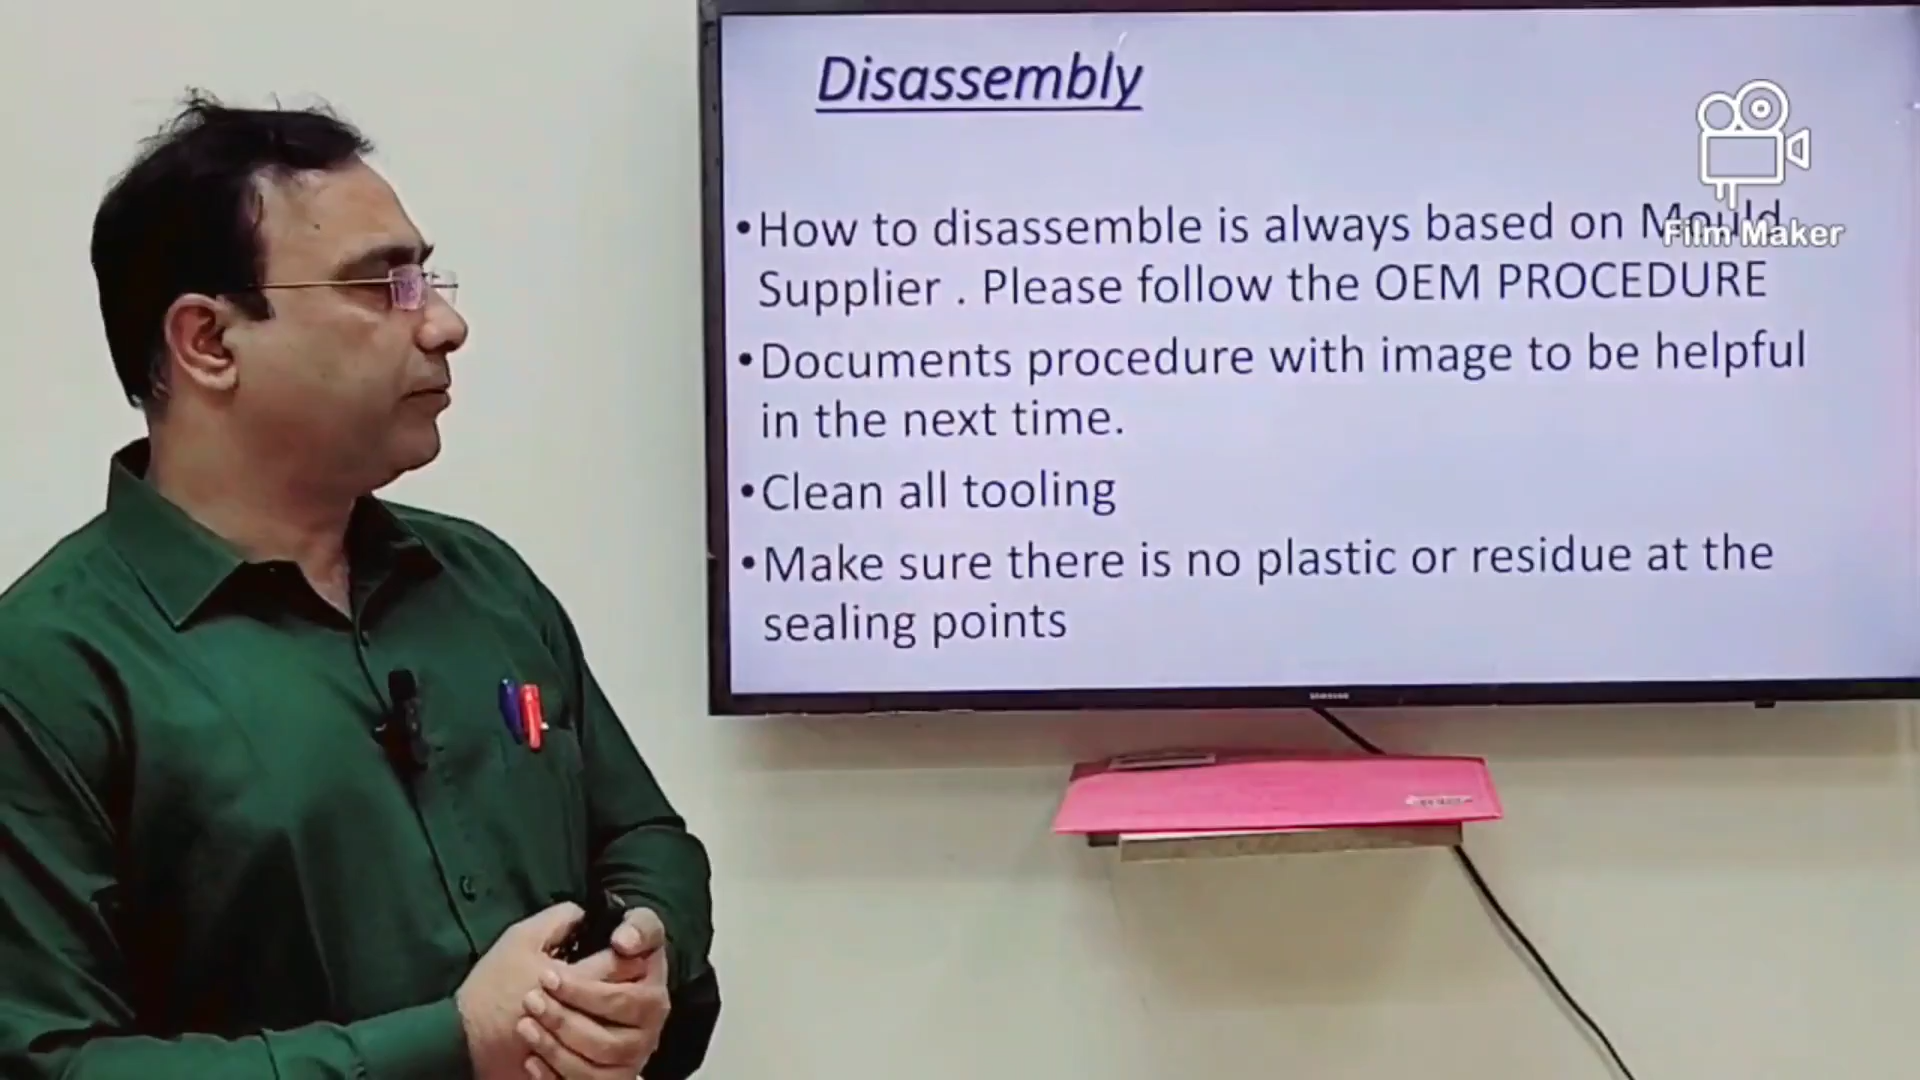 Disassembly
•How to disassemble is always based on Mould
Film Maker
Supplier . Please follow the OEM PROCEDURE
•Documents procedure with image to be helpful
in the next time.
•Clean all tooling
•Make sure there is no plastic or residue at the
sealing points
SAMSUNG